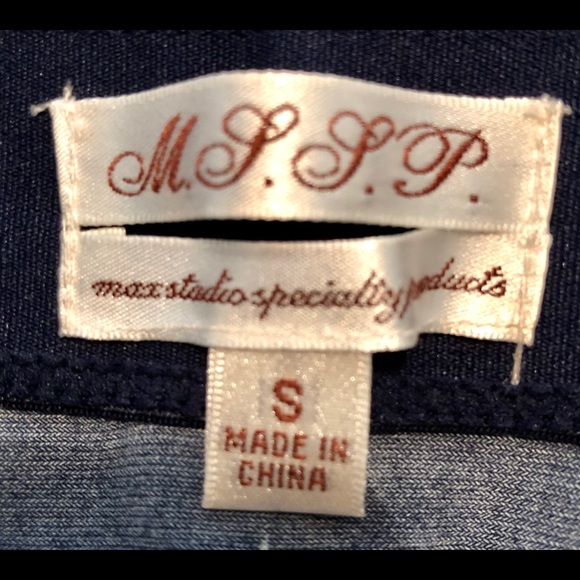 M.S.S.P.
max studio specialty products
S
MADE IN
CHINA